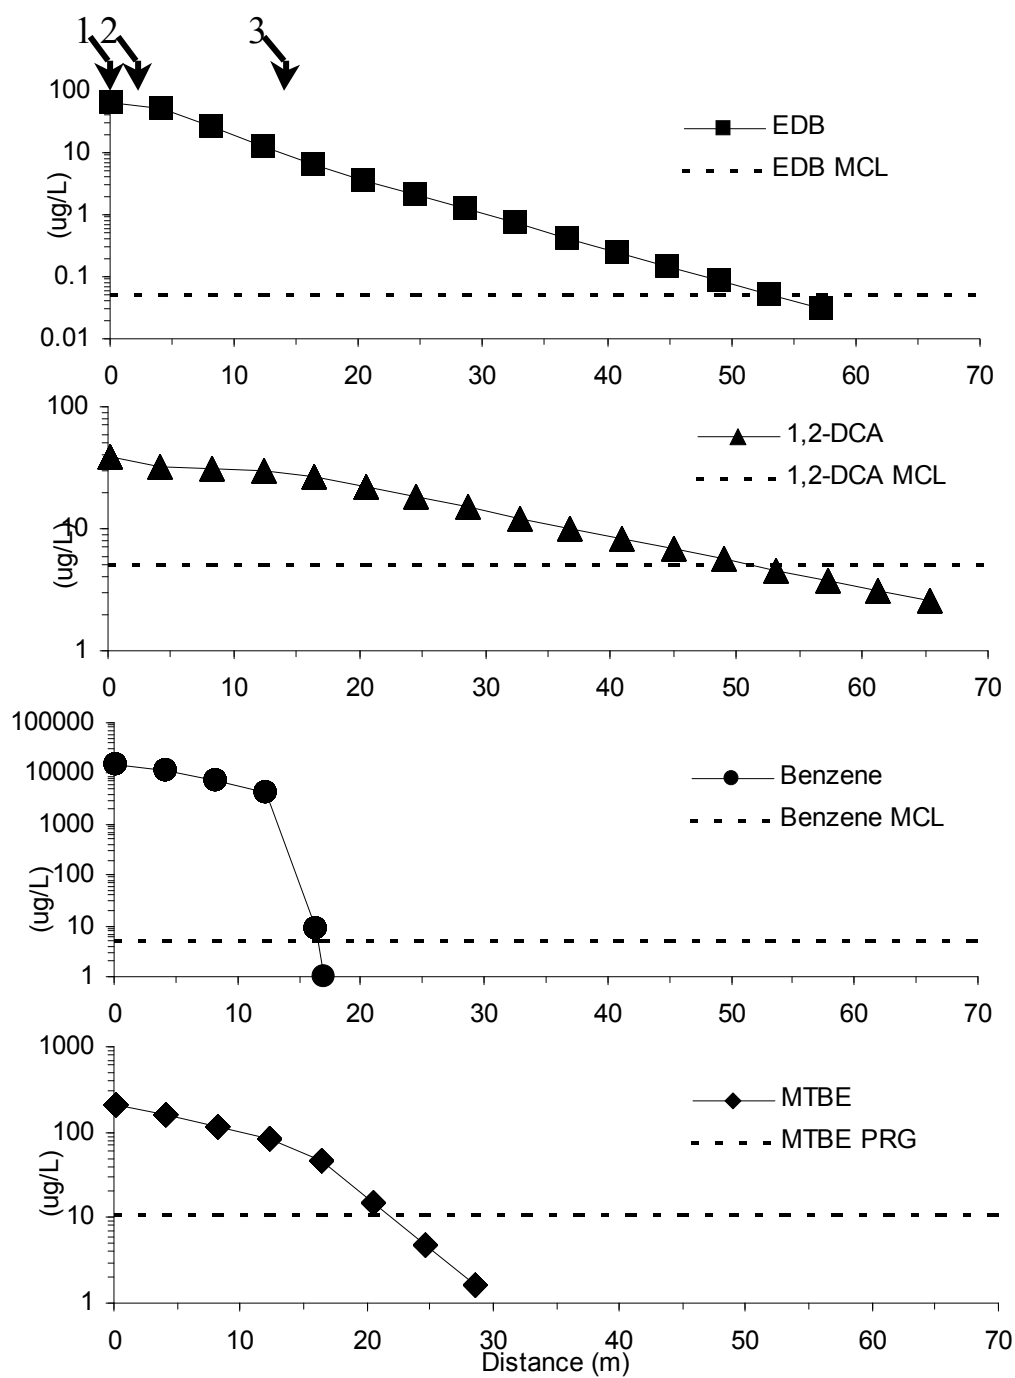 1 2 3
100
10
1
0.1
0.01
(ug/L)
EDB
EDB MCL
0 10 20 30 40 50 60 70
100
10
1
(ug/L)
1,2-DCA
1,2-DCA MCL
0 10 20 30 40 50 60 70
100000
10000
1000
100
10
1
(ug/L)
Benzene
Benzene MCL
0 10 20 30 40 50 60 70
1000
100
10
1
(ug/L)
MTBE
MTBE PRG
0 10 20 30 40 50 60 70
Distance (m)